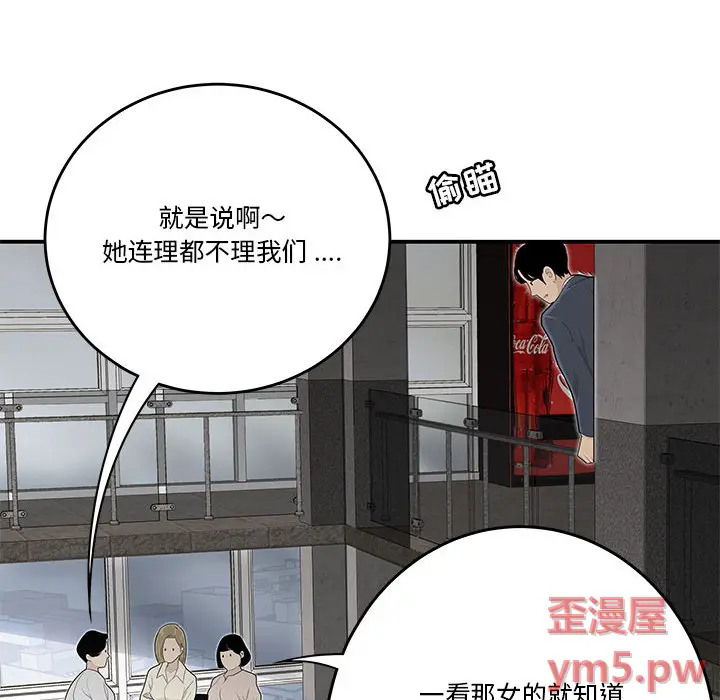 偷瞄
就是说啊～
她连理都不理我们 ....
Coca-Cola
歪漫屋
ym5.pw
一看那女的就知道